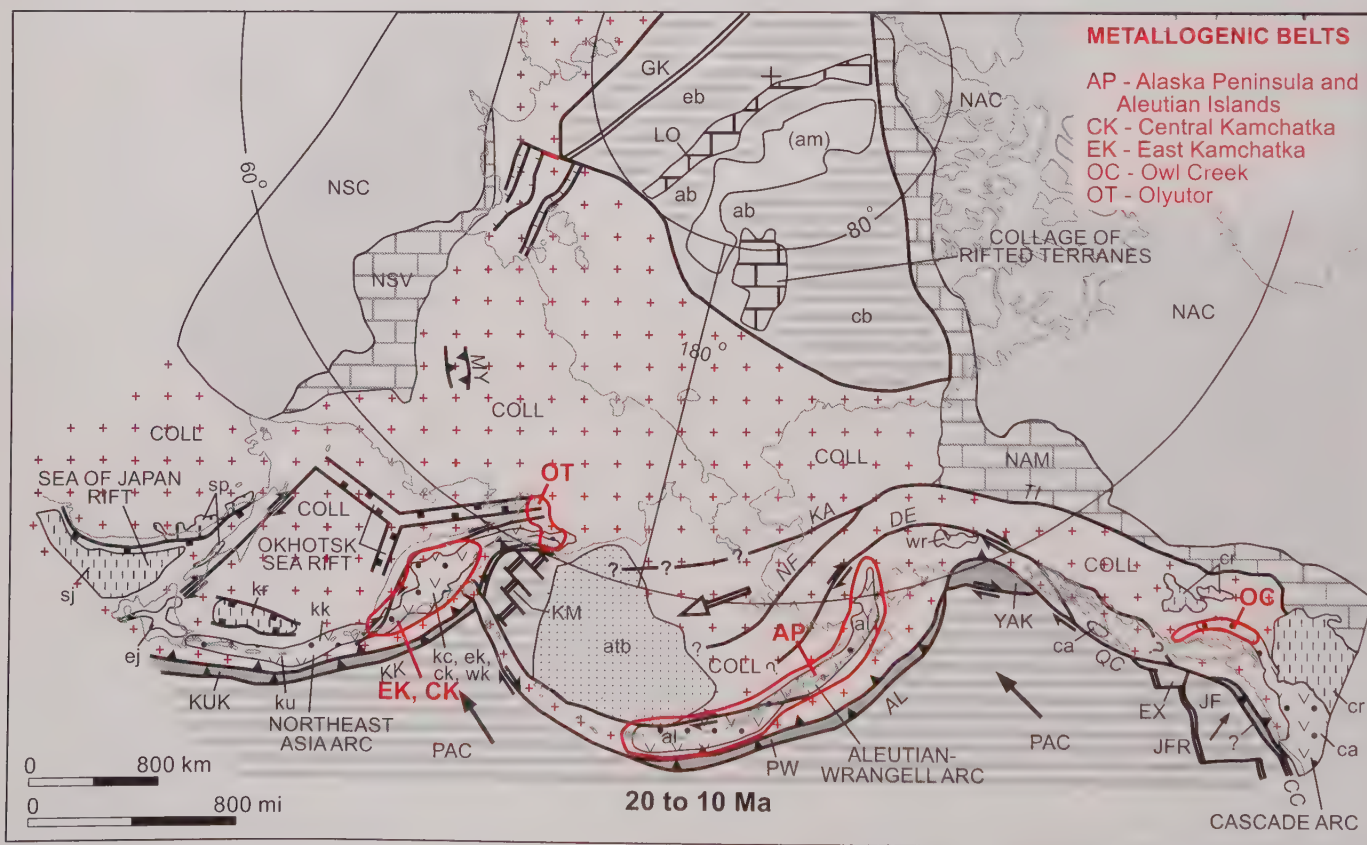 METALLOGENIC BELTS
AP - Alaska Peninsula and
Aleutian Islands
CK - Central Kamchatka
EK - East Kamchatka
OC - Owl Creek
OT - Olyutor
GK
eb
NAC
LO
(am)
60°
NSC
ab
ab
80°
COLLAGE OF
RIFTED TERRANES
NSV
NAC
cb
180°
MY
COLL
COLL
COLL
NAM
SEA OF JAPAN
RIFT
sp
OT
TI
COLL
KA
DE
OKHOTSK
SEA RIFT
wr
NF
COLL
cr
sj
kr
OC
kk
KM
YAK
(al)
AP
atb
COLL
ej
KK
kc, ek,
ck, wk
ca
QC
EK, CK
KUK
ku
NORTHEAST
ASIA ARC
AL
EX
JF
cr
PAC
al
PAC
JFR
ca
PW
ALEUTIAN-
WRANGELL ARC
0 800 km
0 800 mi
20 to 10 Ma
CC
CASCADE ARC
? ? ? ? ? ?